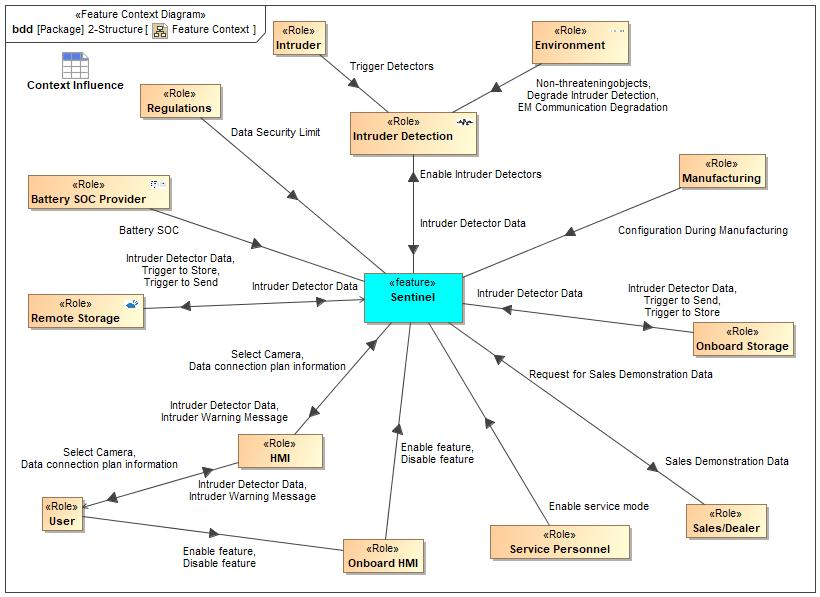 «Feature Context Diagram»
bdd [Package] 2-Structure [ Feature Context ]
Context Influence
«Role»
Intruder
«Role»
Environment
Trigger Detectors
Non-threateningobjects,
Degrade Intruder Detection,
EM Communication Degradation
«Role»
Regulations
«Role»
Intruder Detection
Data Security Limit
Enable Intruder Detectors
«Role»
Manufacturing
«Role»
Battery SOC Provider
Battery SOC
Intruder Detector Data
Configuration During Manufacturing
Intruder Detector Data,
Trigger to Store,
Trigger to Send
Intruder Detector Data
«feature»
Sentinel
Intruder Detector Data
Intruder Detector Data,
Trigger to Send,
Trigger to Store
«Role»
Remote Storage
«Role»
Onboard Storage
Select Camera,
Data connection plan information
Request for Sales Demonstration Data
Intruder Detector Data,
Intruder Warning Message
«Role»
HMI
Enable feature,
Disable feature
Select Camera,
Data connection plan information
Sales Demonstration Data
Intruder Detector Data,
Intruder Warning Message
«Role»
User
Enable service mode
«Role»
Sales/Dealer
Enable feature,
Disable feature
«Role»
Onboard HMI
«Role»
Service Personnel